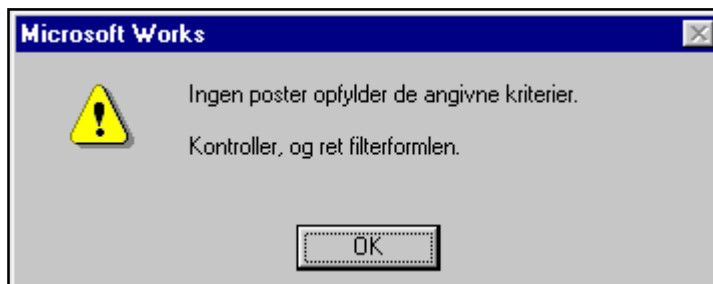 Microsoft Works
Ingen poster opfylder de angivne kriterier.
Kontroller, og ret filterformlen.
OK